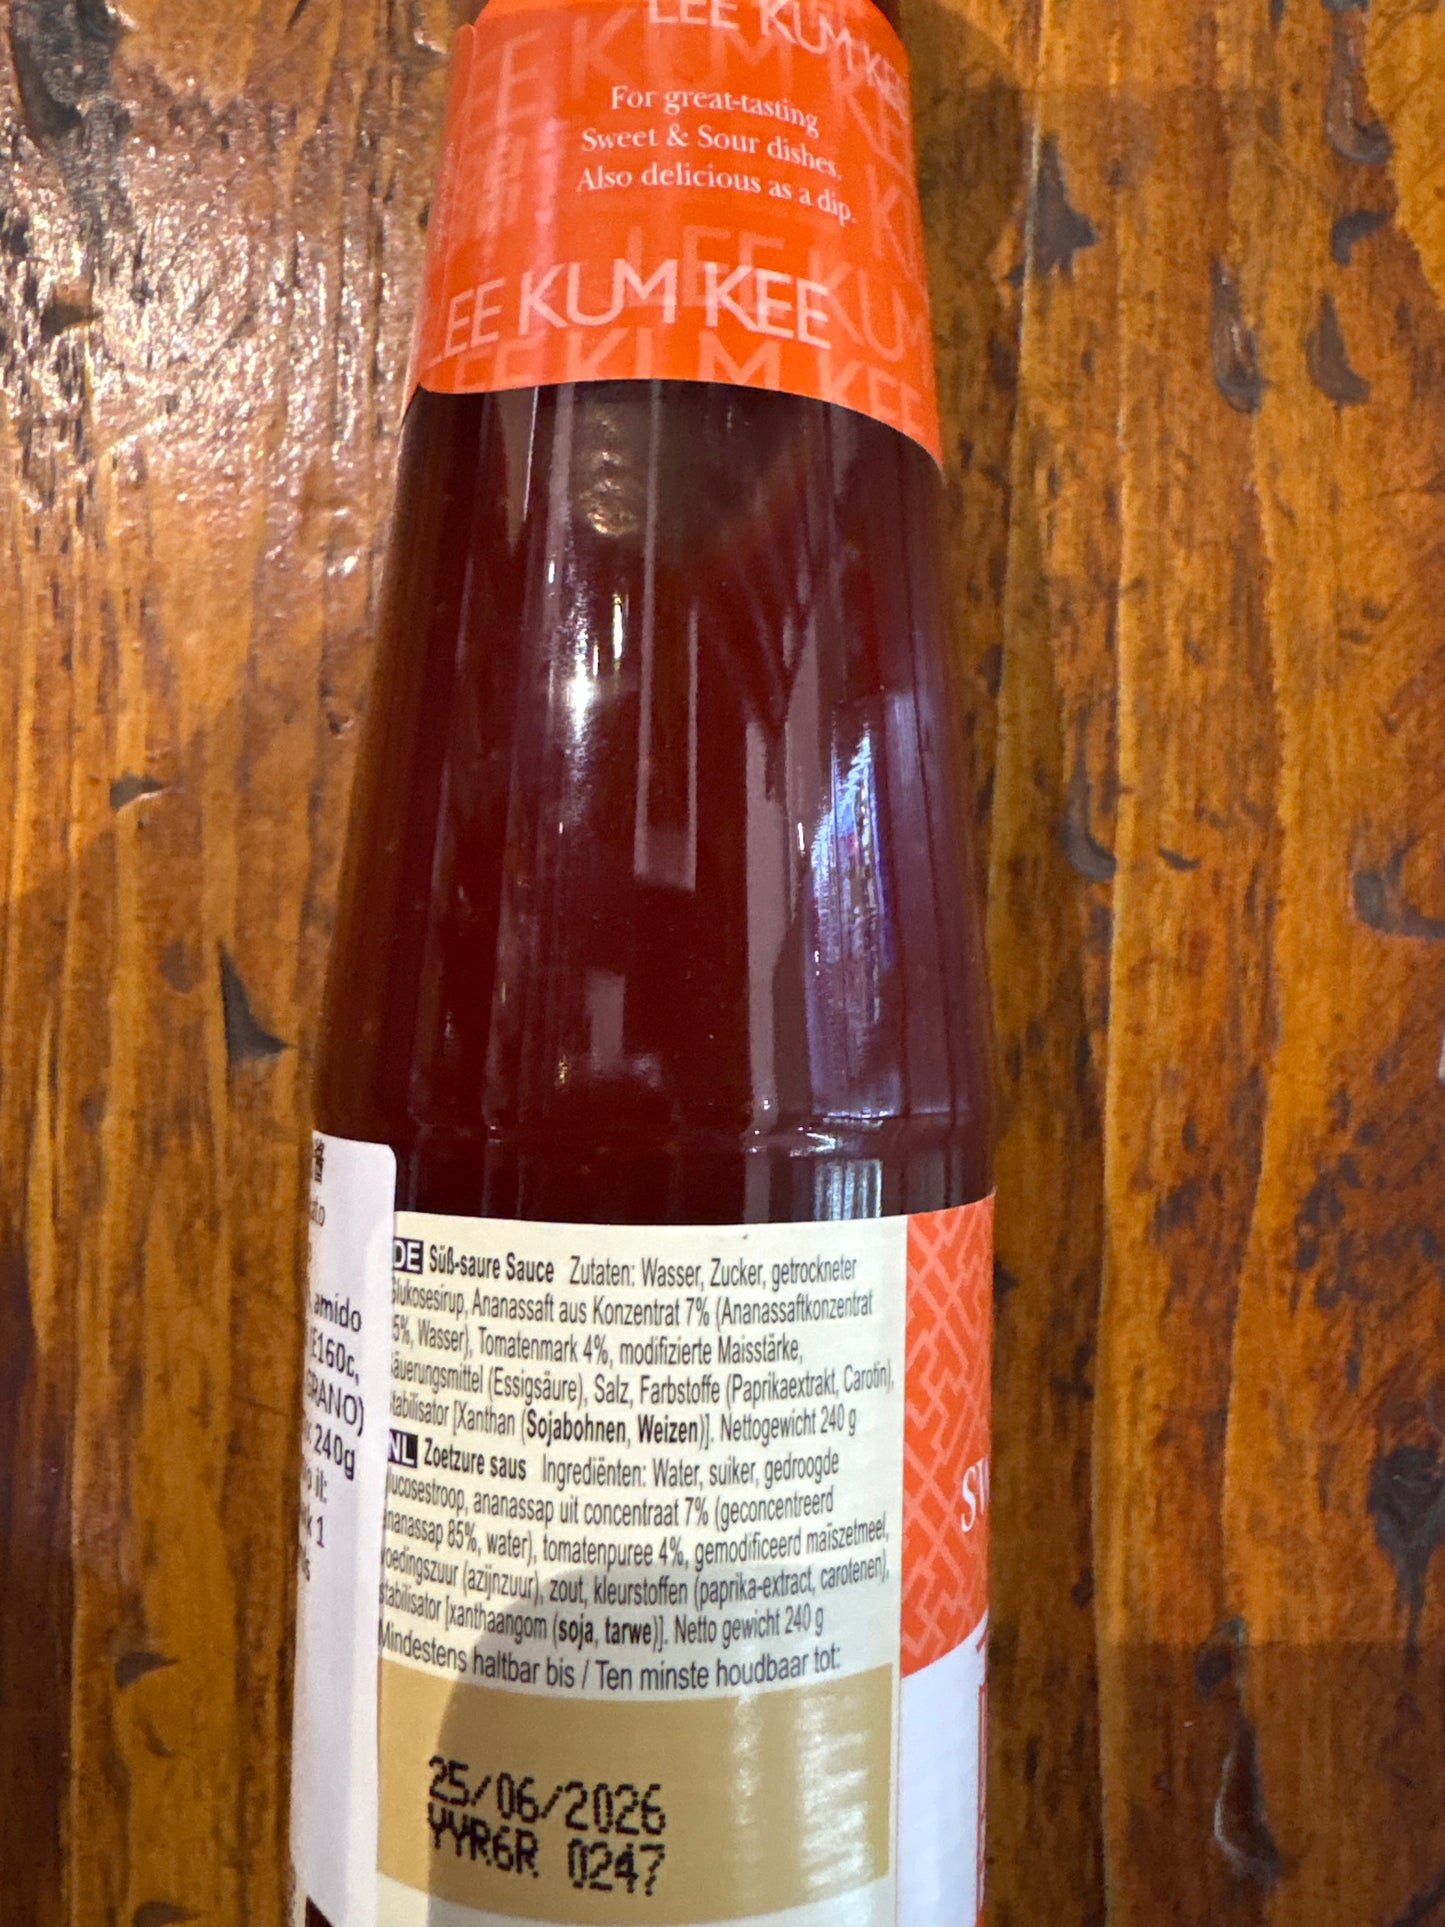 LEE KUM KEE
For great-tasting
Sweet & Sour dishes.
Also delicious as a dip.
LEE KUM KEE
amido
E160c,
GRANO)
240g
il:
1
DE Süß-saure Sauce Zutaten: Wasser, Zucker, getrockneter
Glukosesirup, Ananassaft aus Konzentrat 7% (Ananassaftkonzentrat
5%, Wasser), Tomatenmark 4%, modifizierte Maisstärke,
Säuerungsmittel (Essigsäure), Salz, Farbstoffe (Paprikaextrakt, Carotin),
Stabilisator [Xanthan (Sojabohnen, Weizen)]. Nettogewicht 240 g
NL Zoetzure saus Ingrediënten: Water, suiker, gedroogde
glucosestroop, ananassap uit concentraat 7% (geconcentreerd
ananassap 85%, water), tomatenpuree 4%, gemodificeerd maïszetmeel,
voedingszuur (azijnzuur), zout, kleurstoffen (paprika-extract, carotenen),
stabilisator [xanthaangom (soja, tarwe)]. Netto gewicht 240 g
Mindestens haltbar bis / Ten minste houdbaar tot:
25/06/2026
YYR6R 0247